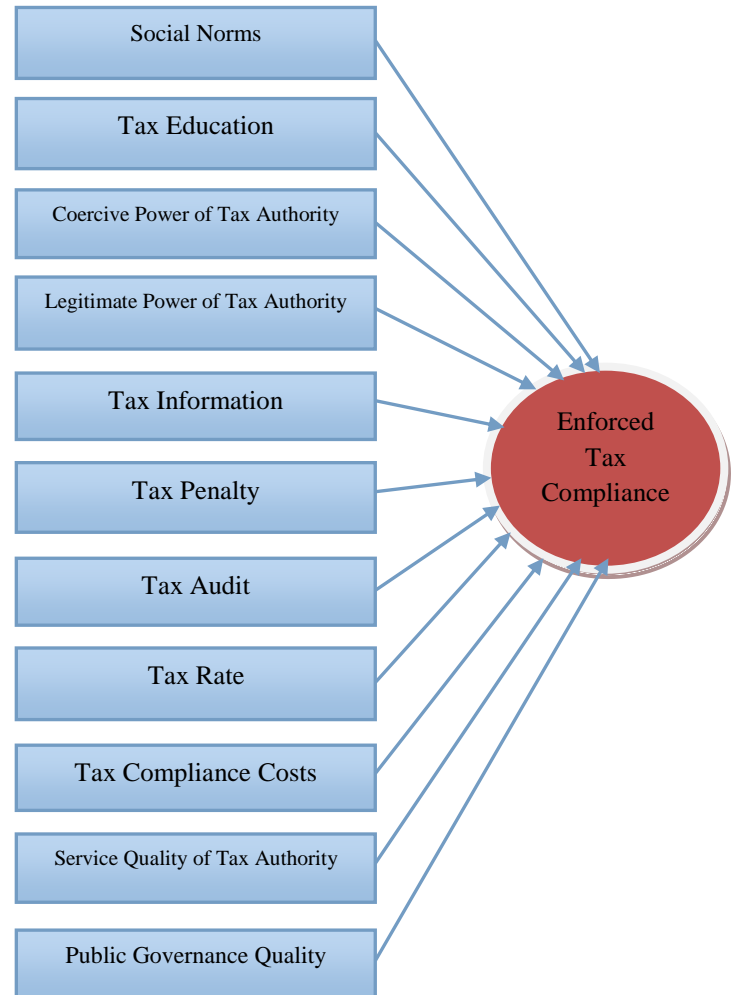 Social Norms
Tax Education
Coercive Power of Tax Authority
Legitimate Power of Tax Authority
Tax Information
Tax Penalty
Tax Audit
Tax Rate
Tax Compliance Costs
Service Quality of Tax Authority
Public Governance Quality
Enforced
Tax
Compliance